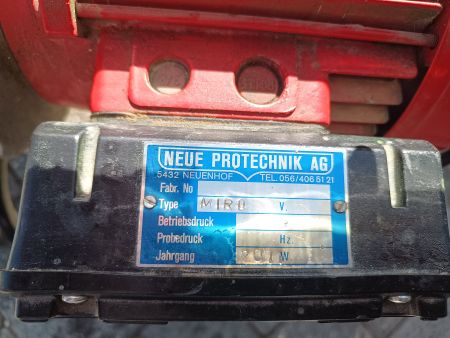 NEUE PROTECHNIK AG
5432 NEUENHOF TEL. 056/406 51 21
Fabr. No
Type MIRO V.
Betriebsdruck
Probedruck Hz.
Jahrgang W